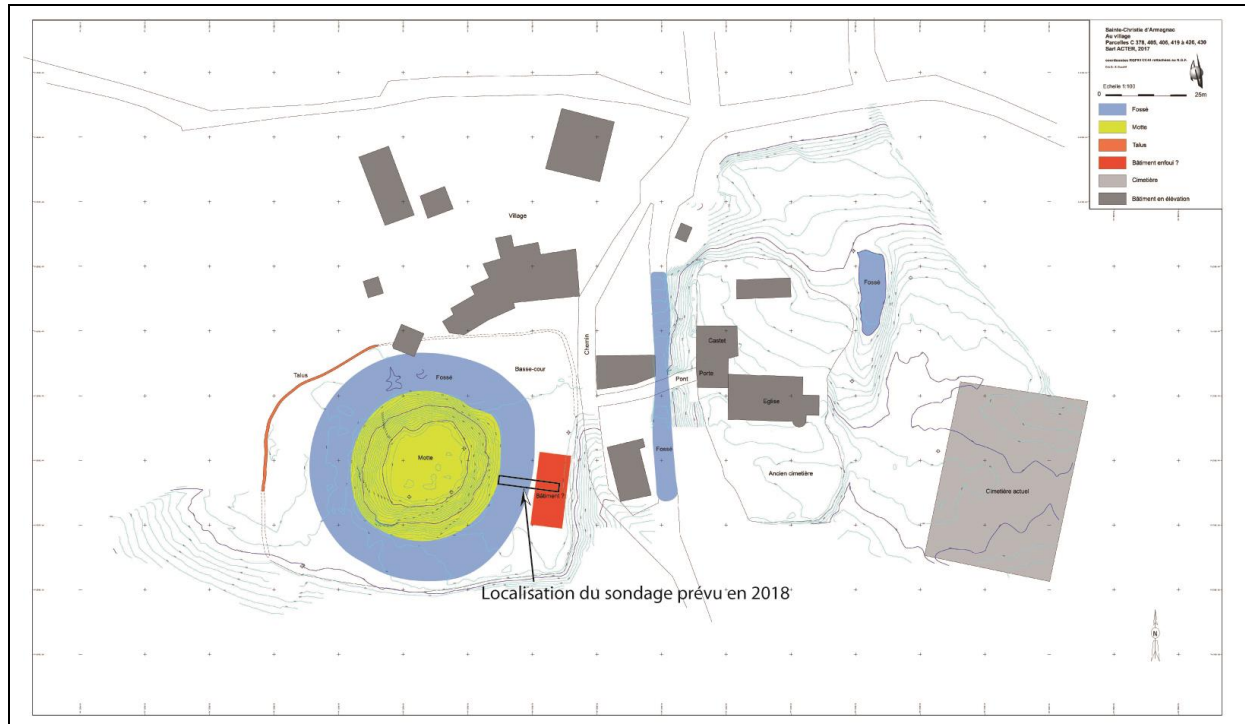 Sainte-Christie d'Armagnac
Au village
Parcelles C 378, 405, 406, 419 à 426, 430
Sarl ACTER, 2017
Echelle 1:100
0 25m
Fossé
Motte
Talus
Bâtiment enfoui ?
Cimetière
Bâtiment en élévation
Village
Fossé
Castet
Chemin
Talus
Fossé
Basse-cour
Pont
Porte
Eglise
Motte
Fossé
Ancien cimetière
Bâtiment ?
Cimetière actuel
Localisation du sondage prévu en 2018
N